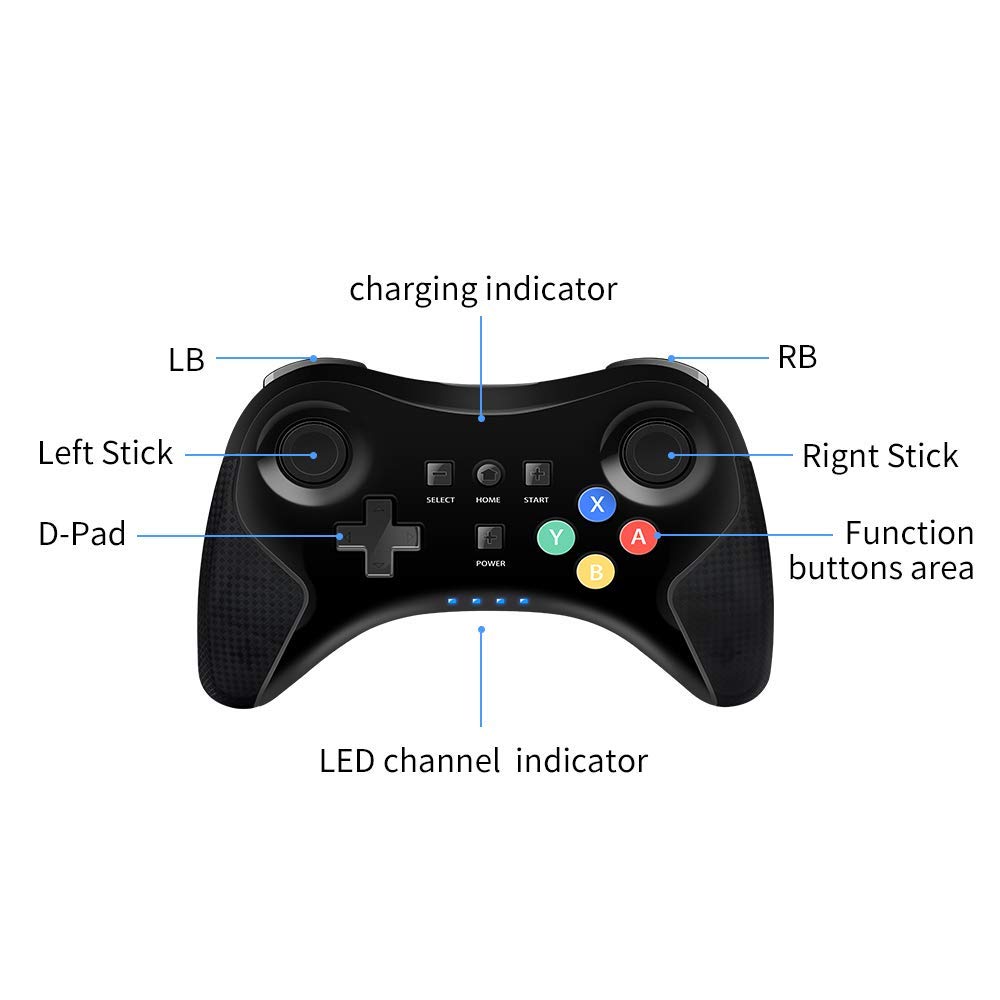 charging indicator
LB
RB
Left Stick
Rignt Stick
SELECT HOME START
X
D-Pad
Y
A
Function
buttons area
POWER
B
LED channel indicator